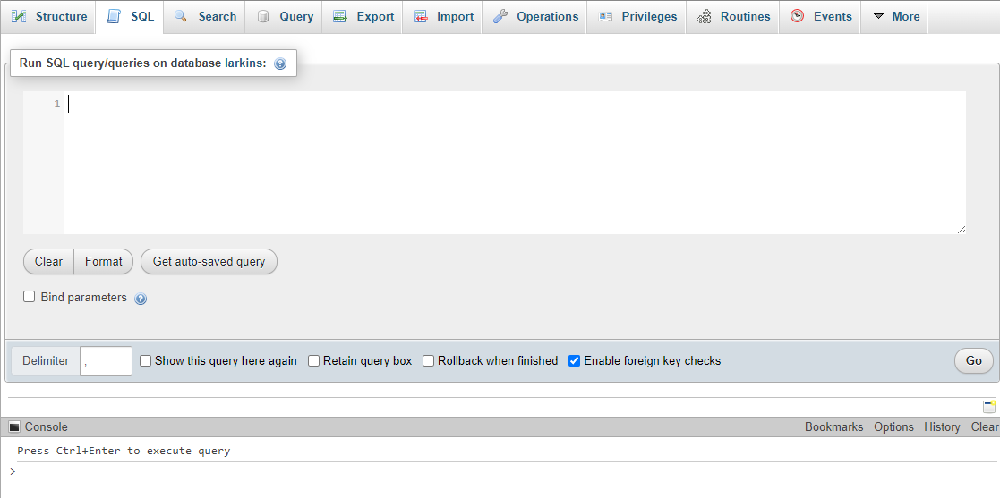 Structure SQL Search Query Export Import Operations Privileges Routines Events More
Run SQL query/queries on database larkins:
1
Clear Format Get auto-saved query
Bind parameters
Delimiter ; Show this query here again Retain query box Rollback when finished Enable foreign key checks Go
Console Bookmarks Options History Clear
Press Ctrl+Enter to execute query
>